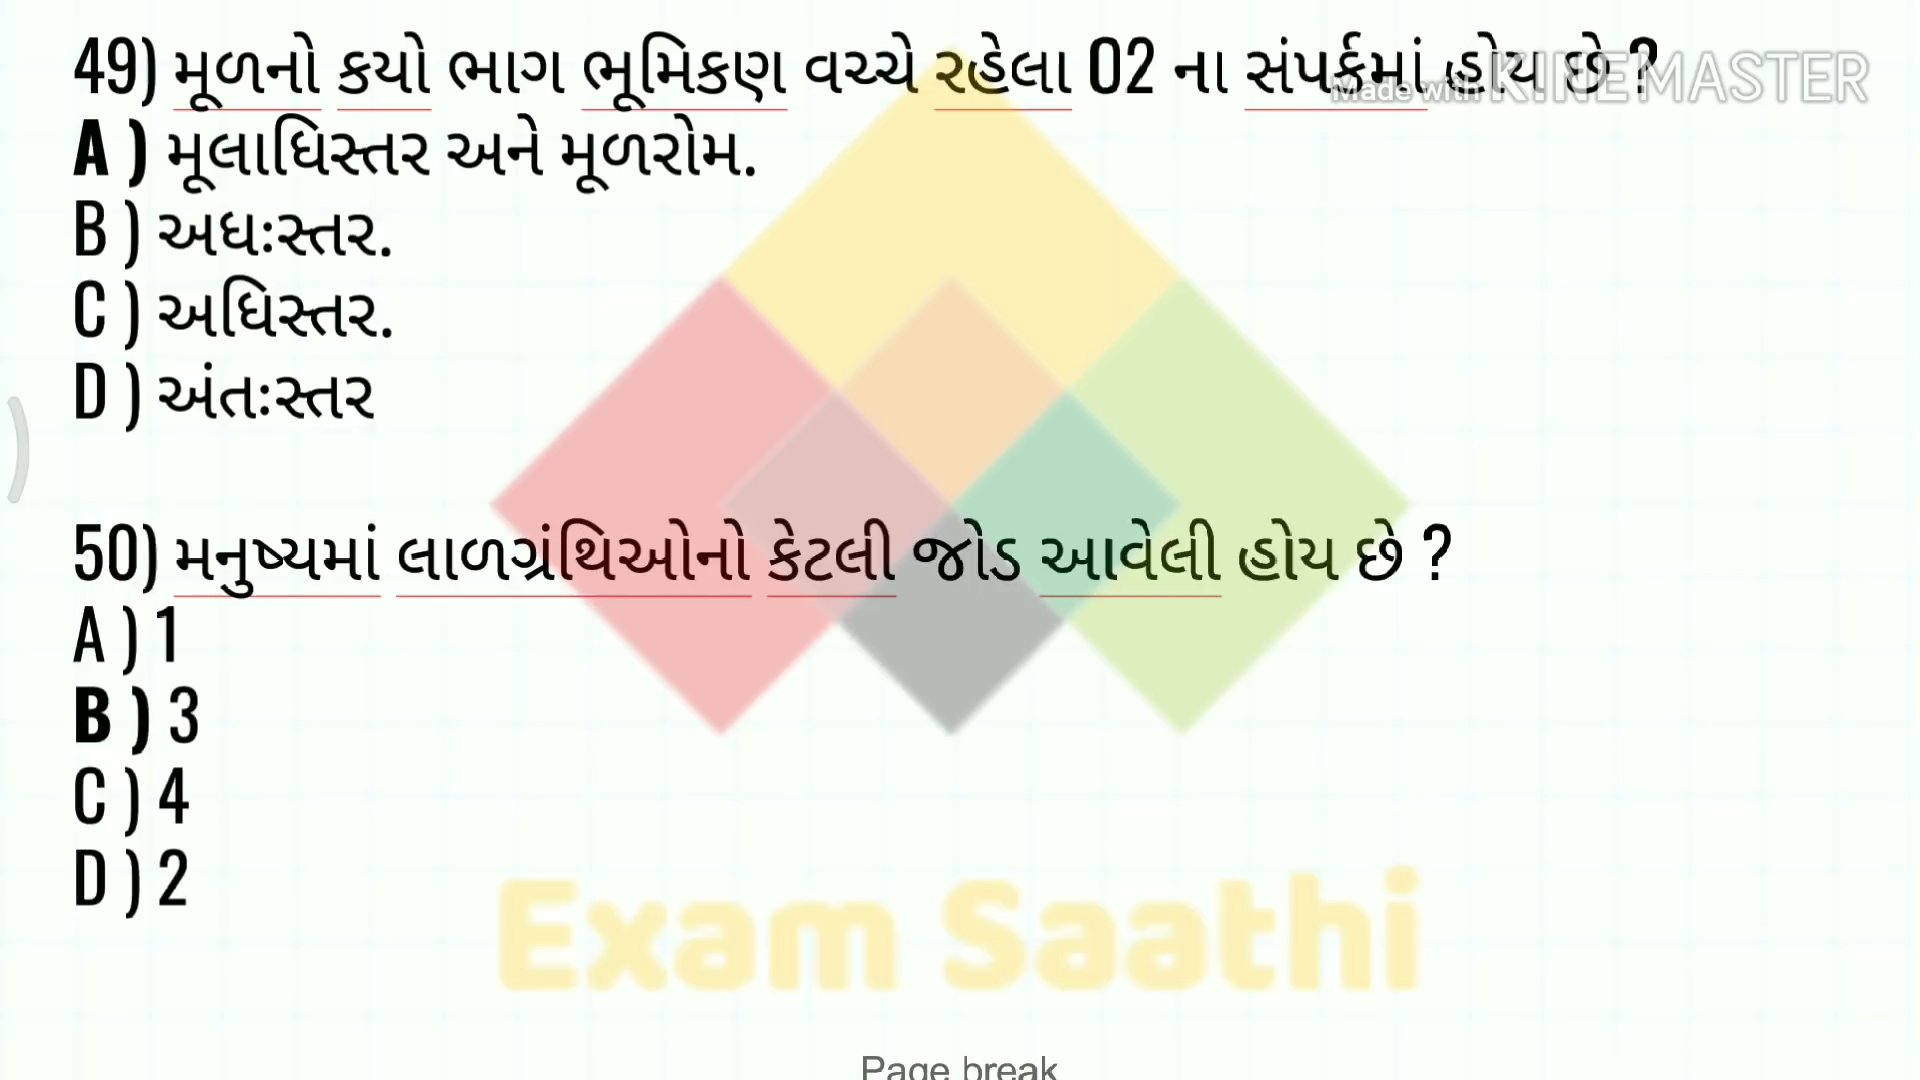 49) મૂળનો કયો ભાગ ભૂમિકણ વચ્ચે રહેલા O2 ના સંપર્કમાં હોય છે ?
Made with KINEMASTER
A ) મૂલાધિસ્તર અને મૂળરોમ.
B ) અધઃસ્તર.
C ) અધિસ્તર.
D ) અંતઃસ્તર
50) મનુષ્યમાં લાળગ્રંથિઓનો કેટલી જોડ આવેલી હોય છે ?
A ) 1
B ) 3
C ) 4
D ) 2
Exam Saathi
Page break